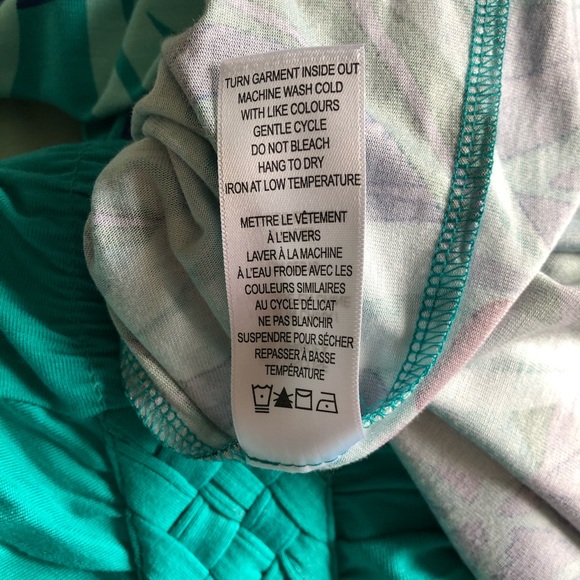 TURN GARMENT INSIDE OUT
MACHINE WASH COLD
WITH LIKE COLOURS
GENTLE CYCLE
DO NOT BLEACH
HANG TO DRY
IRON AT LOW TEMPERATURE
METTRE LE VÊTEMENT
À L'ENVERS
LAVER À LA MACHINE
À L'EAU FROIDE AVEC LES
COULEURS SIMILAIRES
AU CYCLE DÉLICAT
NE PAS BLANCHIR
SUSPENDRE POUR SÉCHER
REPASSER À BASSE
TEMPÉRATURE